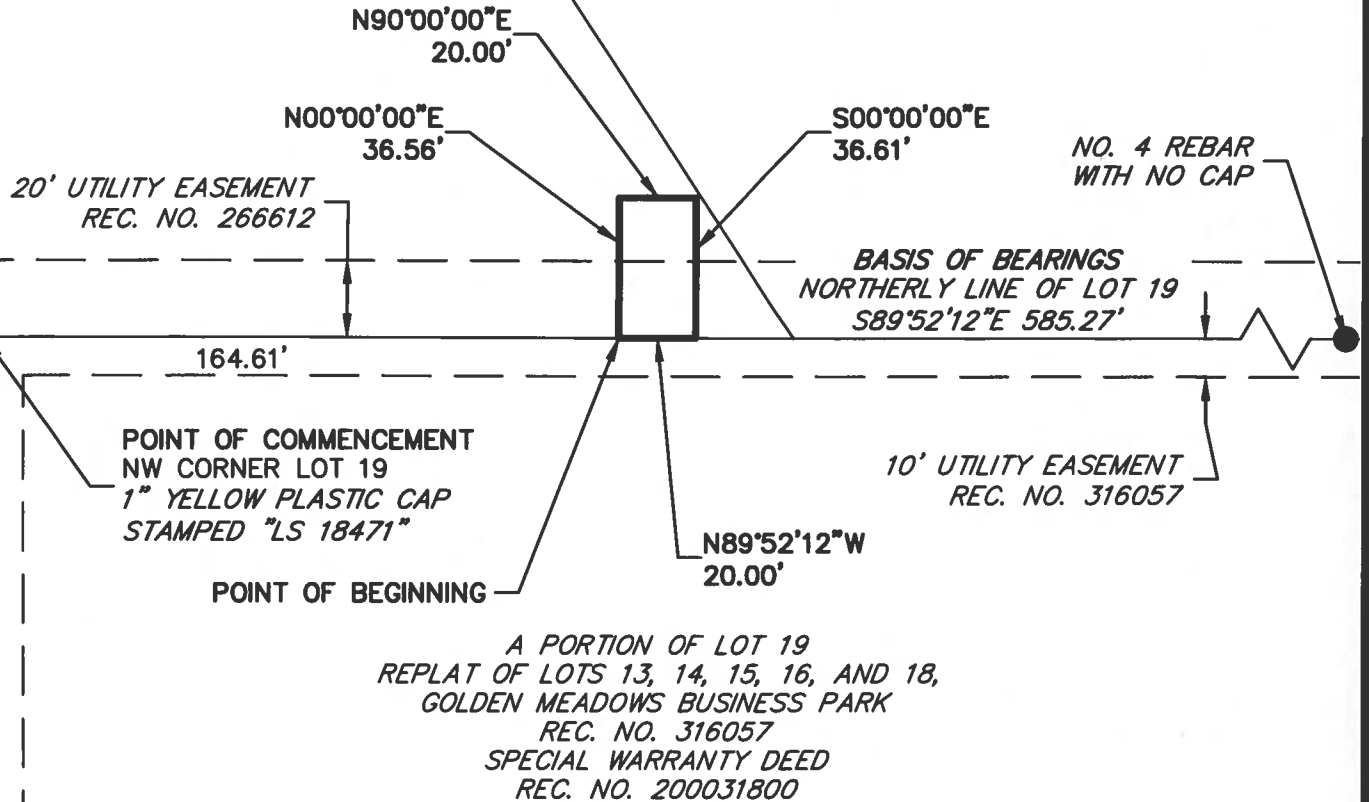 N90°00'00"E
20.00'
N00°00'00"E
36.56'
S00°00'00"E
36.61'
NO. 4 REBAR
WITH NO CAP
20' UTILITY EASEMENT
REC. NO. 266612
BASIS OF BEARINGS
NORTHERLY LINE OF LOT 19
S89°52'12"E 585.27'
164.61'
POINT OF COMMENCEMENT
NW CORNER LOT 19
1" YELLOW PLASTIC CAP
STAMPED "LS 18471"
10' UTILITY EASEMENT
REC. NO. 316057
N89°52'12"W
20.00'
POINT OF BEGINNING
A PORTION OF LOT 19
REPLAT OF LOTS 13, 14, 15, 16, AND 18,
GOLDEN MEADOWS BUSINESS PARK
REC. NO. 316057
SPECIAL WARRANTY DEED
REC. NO. 200031800